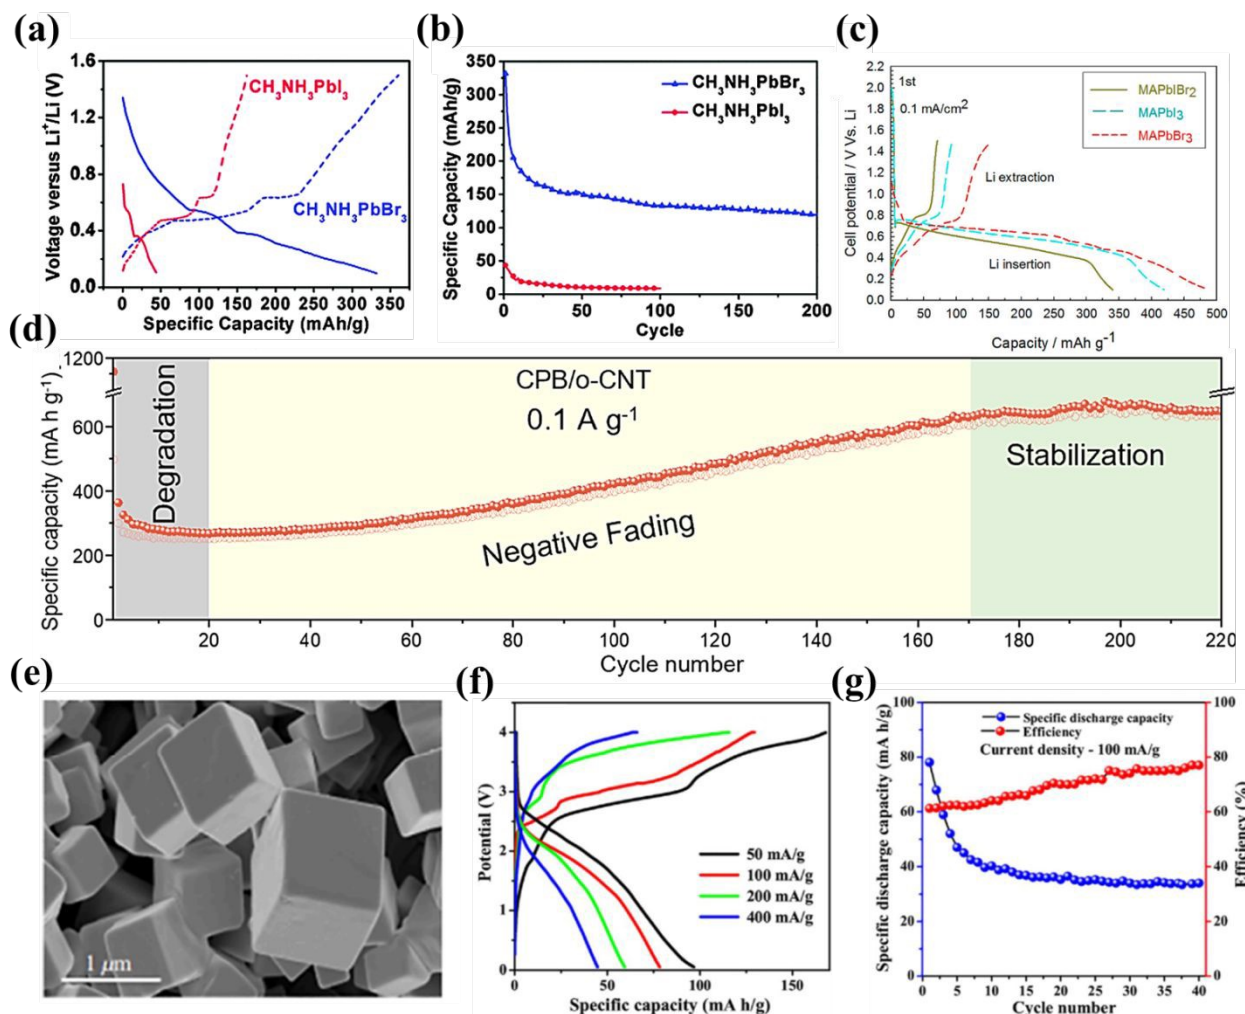 (a)
Voltage versus Li⁺/Li (V)
1.6
1.2
0.8
0.4
0.0
CH₃NH₃PbI₃
CH₃NH₃PbBr₃
0 50 100 150 200 250 300 350
Specific Capacity (mAh/g)
(b)
Specific Capacity (mAh/g)
350
300
250
200
150
100
50
0
CH₃NH₃PbBr₃
CH₃NH₃PbI₃
0 40 80 120 160 200
Cycle
(c)
Cell potential / V Vs. Li
2.2
2.0
1.8
1.6
1.4
1.2
1.0
0.8
0.6
0.4
0.2
0.0
1st
0.1 mA/cm²
MAPbIBr₂
MAPbI₃
MAPbBr₃
Li extraction
Li insertion
0 50 100 150 200 250 300 350 400 450 500
Capacity / mAh g⁻¹
(d)
Specific capacity (mA h g⁻¹)
1200
600
400
200
0
Degradation
CPB/o-CNT
0.1 A g⁻¹
Negative Fading
Stabilization
20 40 60 80 100 120 140 160 180 200 220
Cycle number
(e)
1 μm
(f)
Potential (V)
4
3
2
1
0
50 mA/g
100 mA/g
200 mA/g
400 mA/g
0 50 100 150
Specific capacity (mA h/g)
(g)
Specific discharge capacity (mA h/g)
100
80
60
40
20
0
Specific discharge capacity
Efficiency
Current density - 100 mA/g
100
80
60
40
20
0
Efficiency (%)
0 5 10 15 20 25 30 35 40
Cycle number